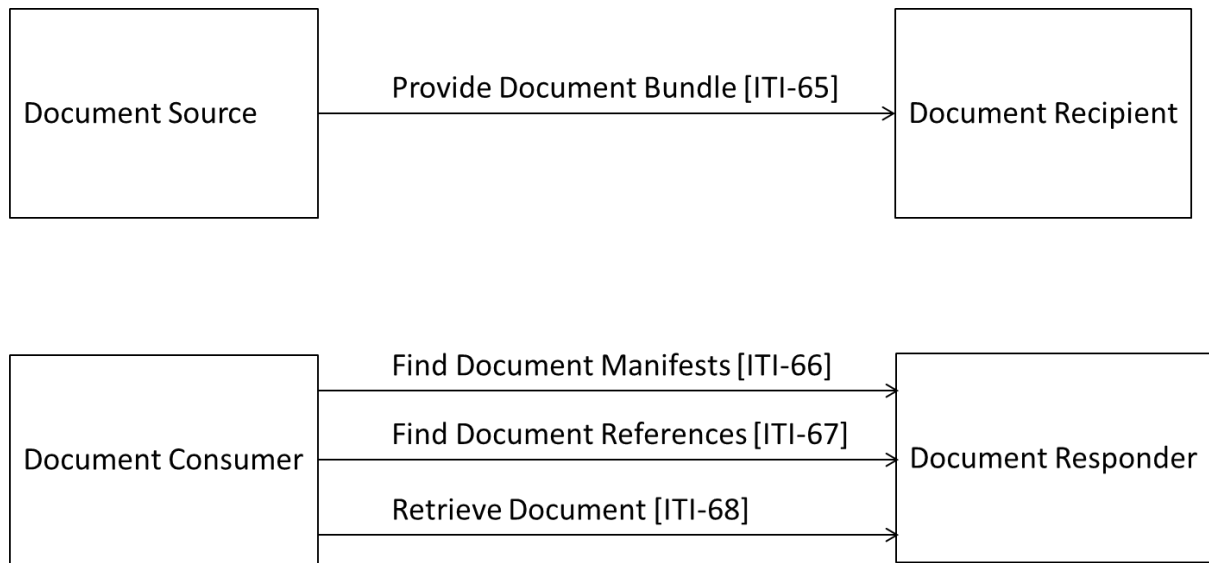 Provide Document Bundle [ITI-65]
Document Source
Document Recipient
Find Document Manifests [ITI-66]
Find Document References [ITI-67]
Document Consumer
Document Responder
Retrieve Document [ITI-68]